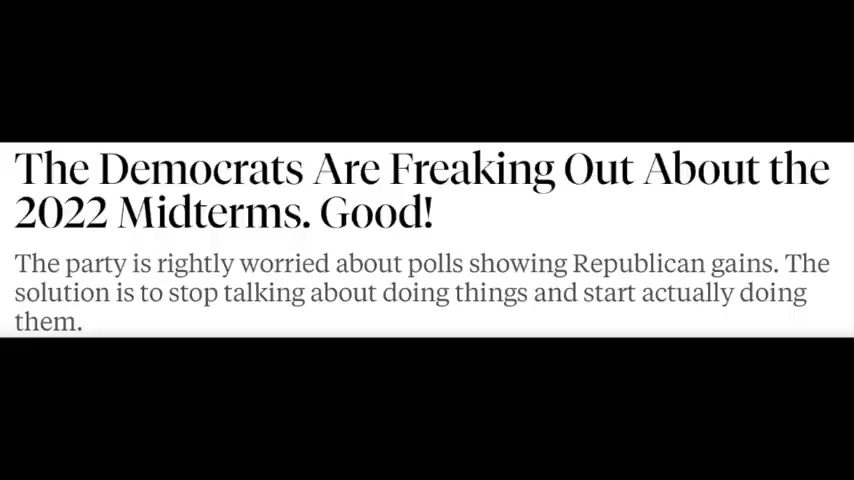 The Democrats Are Freaking Out About the
2022 Midterms. Good!
The party is rightly worried about polls showing Republican gains. The
solution is to stop talking about doing things and start actually doing
them.